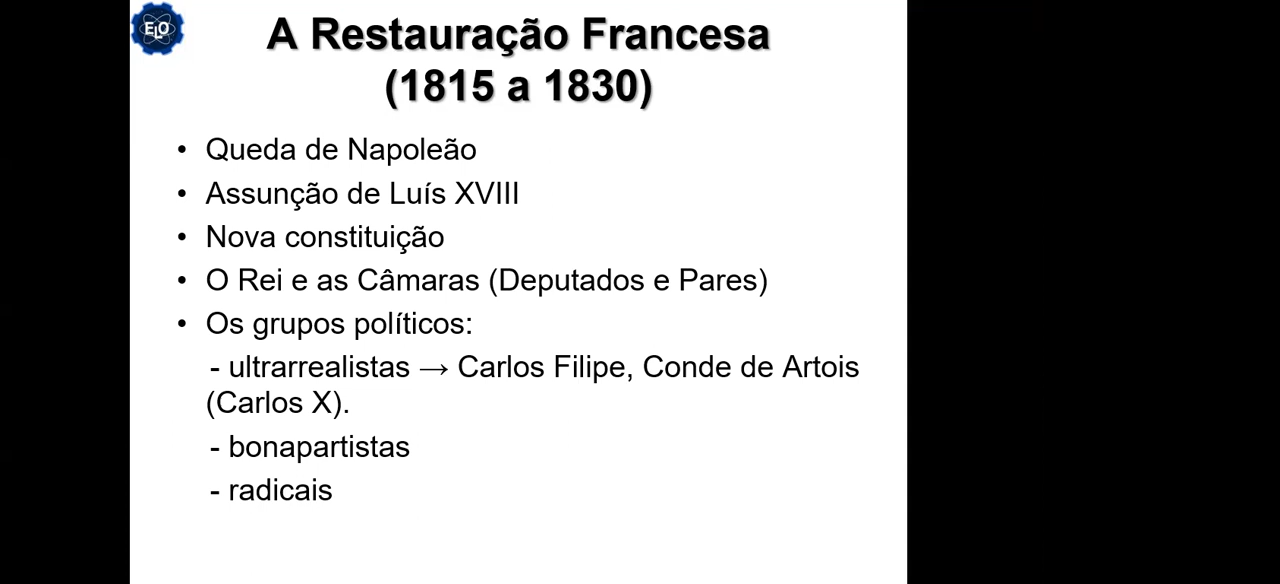 ELO
A Restauração Francesa
(1815 a 1830)
• Queda de Napoleão
• Assunção de Luís XVIII
• Nova constituição
• O Rei e as Câmaras (Deputados e Pares)
• Os grupos políticos:
- ultrarrealistas → Carlos Filipe, Conde de Artois
(Carlos X).
- bonapartistas
- radicais